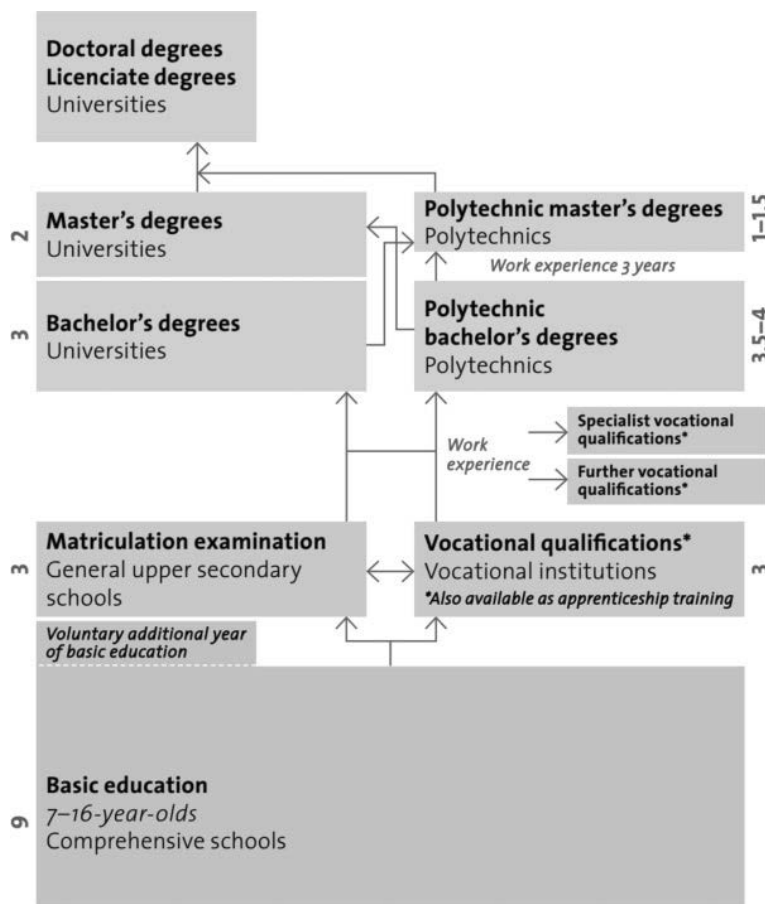 Doctoral degrees
Licenciate degrees
Universities
2
Master's degrees
Universities
Polytechnic master's degrees
Polytechnics
1–1.5
Work experience 3 years
3
Bachelor's degrees
Universities
Polytechnic
bachelor's degrees
Polytechnics
3.5–4
Work
experience
Specialist vocational
qualifications*
Further vocational
qualifications*
3
Matriculation examination
General upper secondary
schools
Vocational qualifications*
Vocational institutions
*Also available as apprenticeship training
3
Voluntary additional year
of basic education
9
Basic education
7–16-year-olds
Comprehensive schools